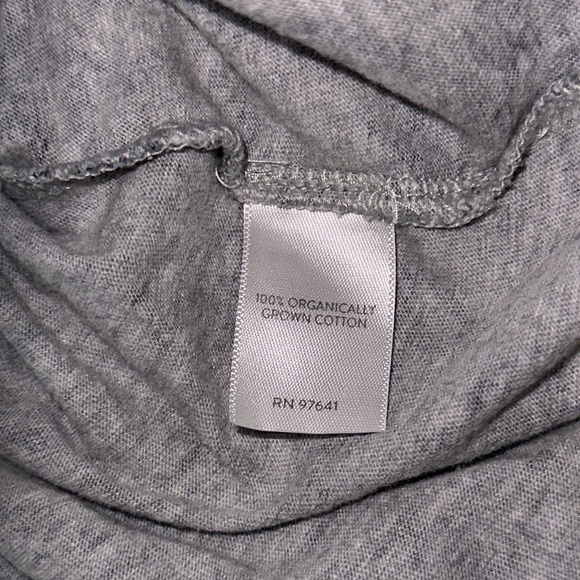 100% ORGANICALLY
GROWN COTTON
RN 97641